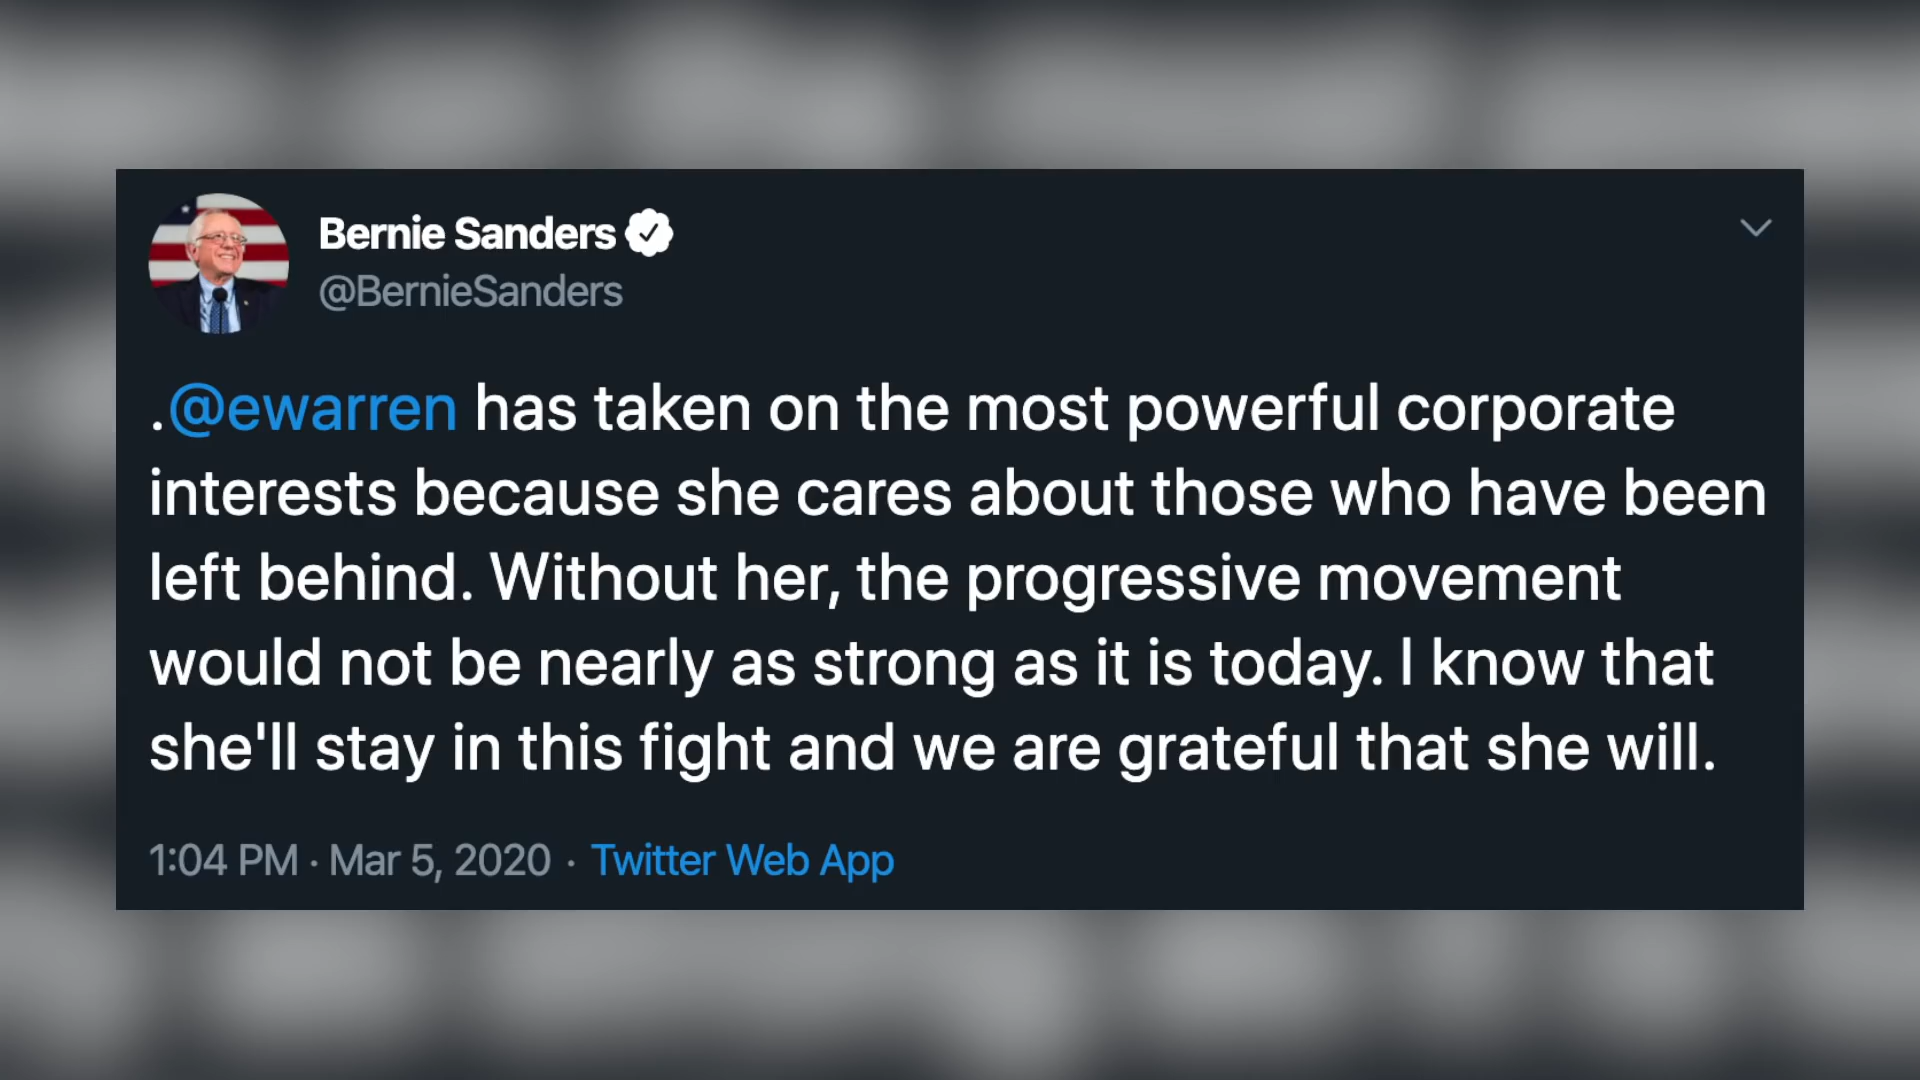 Bernie Sanders
@BernieSanders
.@ewarren has taken on the most powerful corporate
interests because she cares about those who have been
left behind. Without her, the progressive movement
would not be nearly as strong as it is today. I know that
she'll stay in this fight and we are grateful that she will.
1:04 PM · Mar 5, 2020 · Twitter Web App